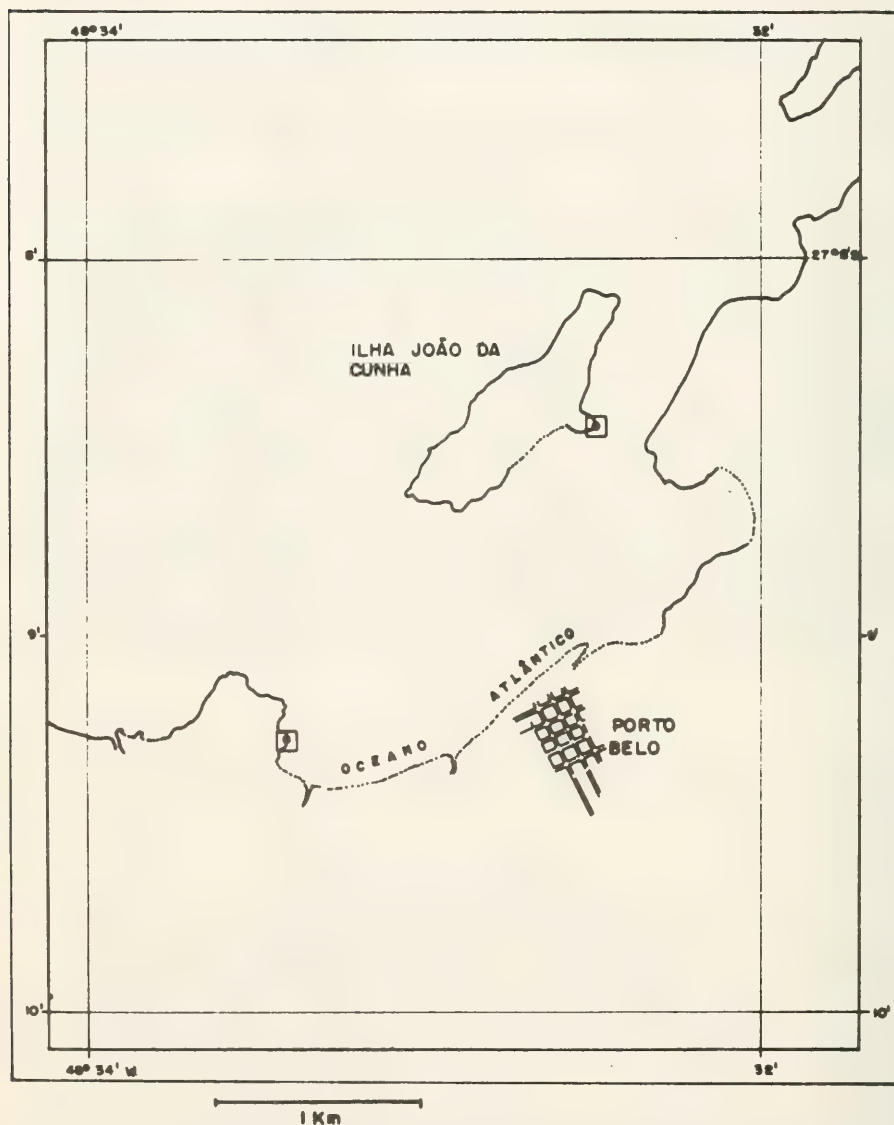 48° 34'
32'
8'
27° 8'S
ILHA JOÃO DA
CUNHA
9'
9'
OCEANO ATLÂNTICO
PORTO
BELO
10'
10'
48° 34' W.
32'
1 Km